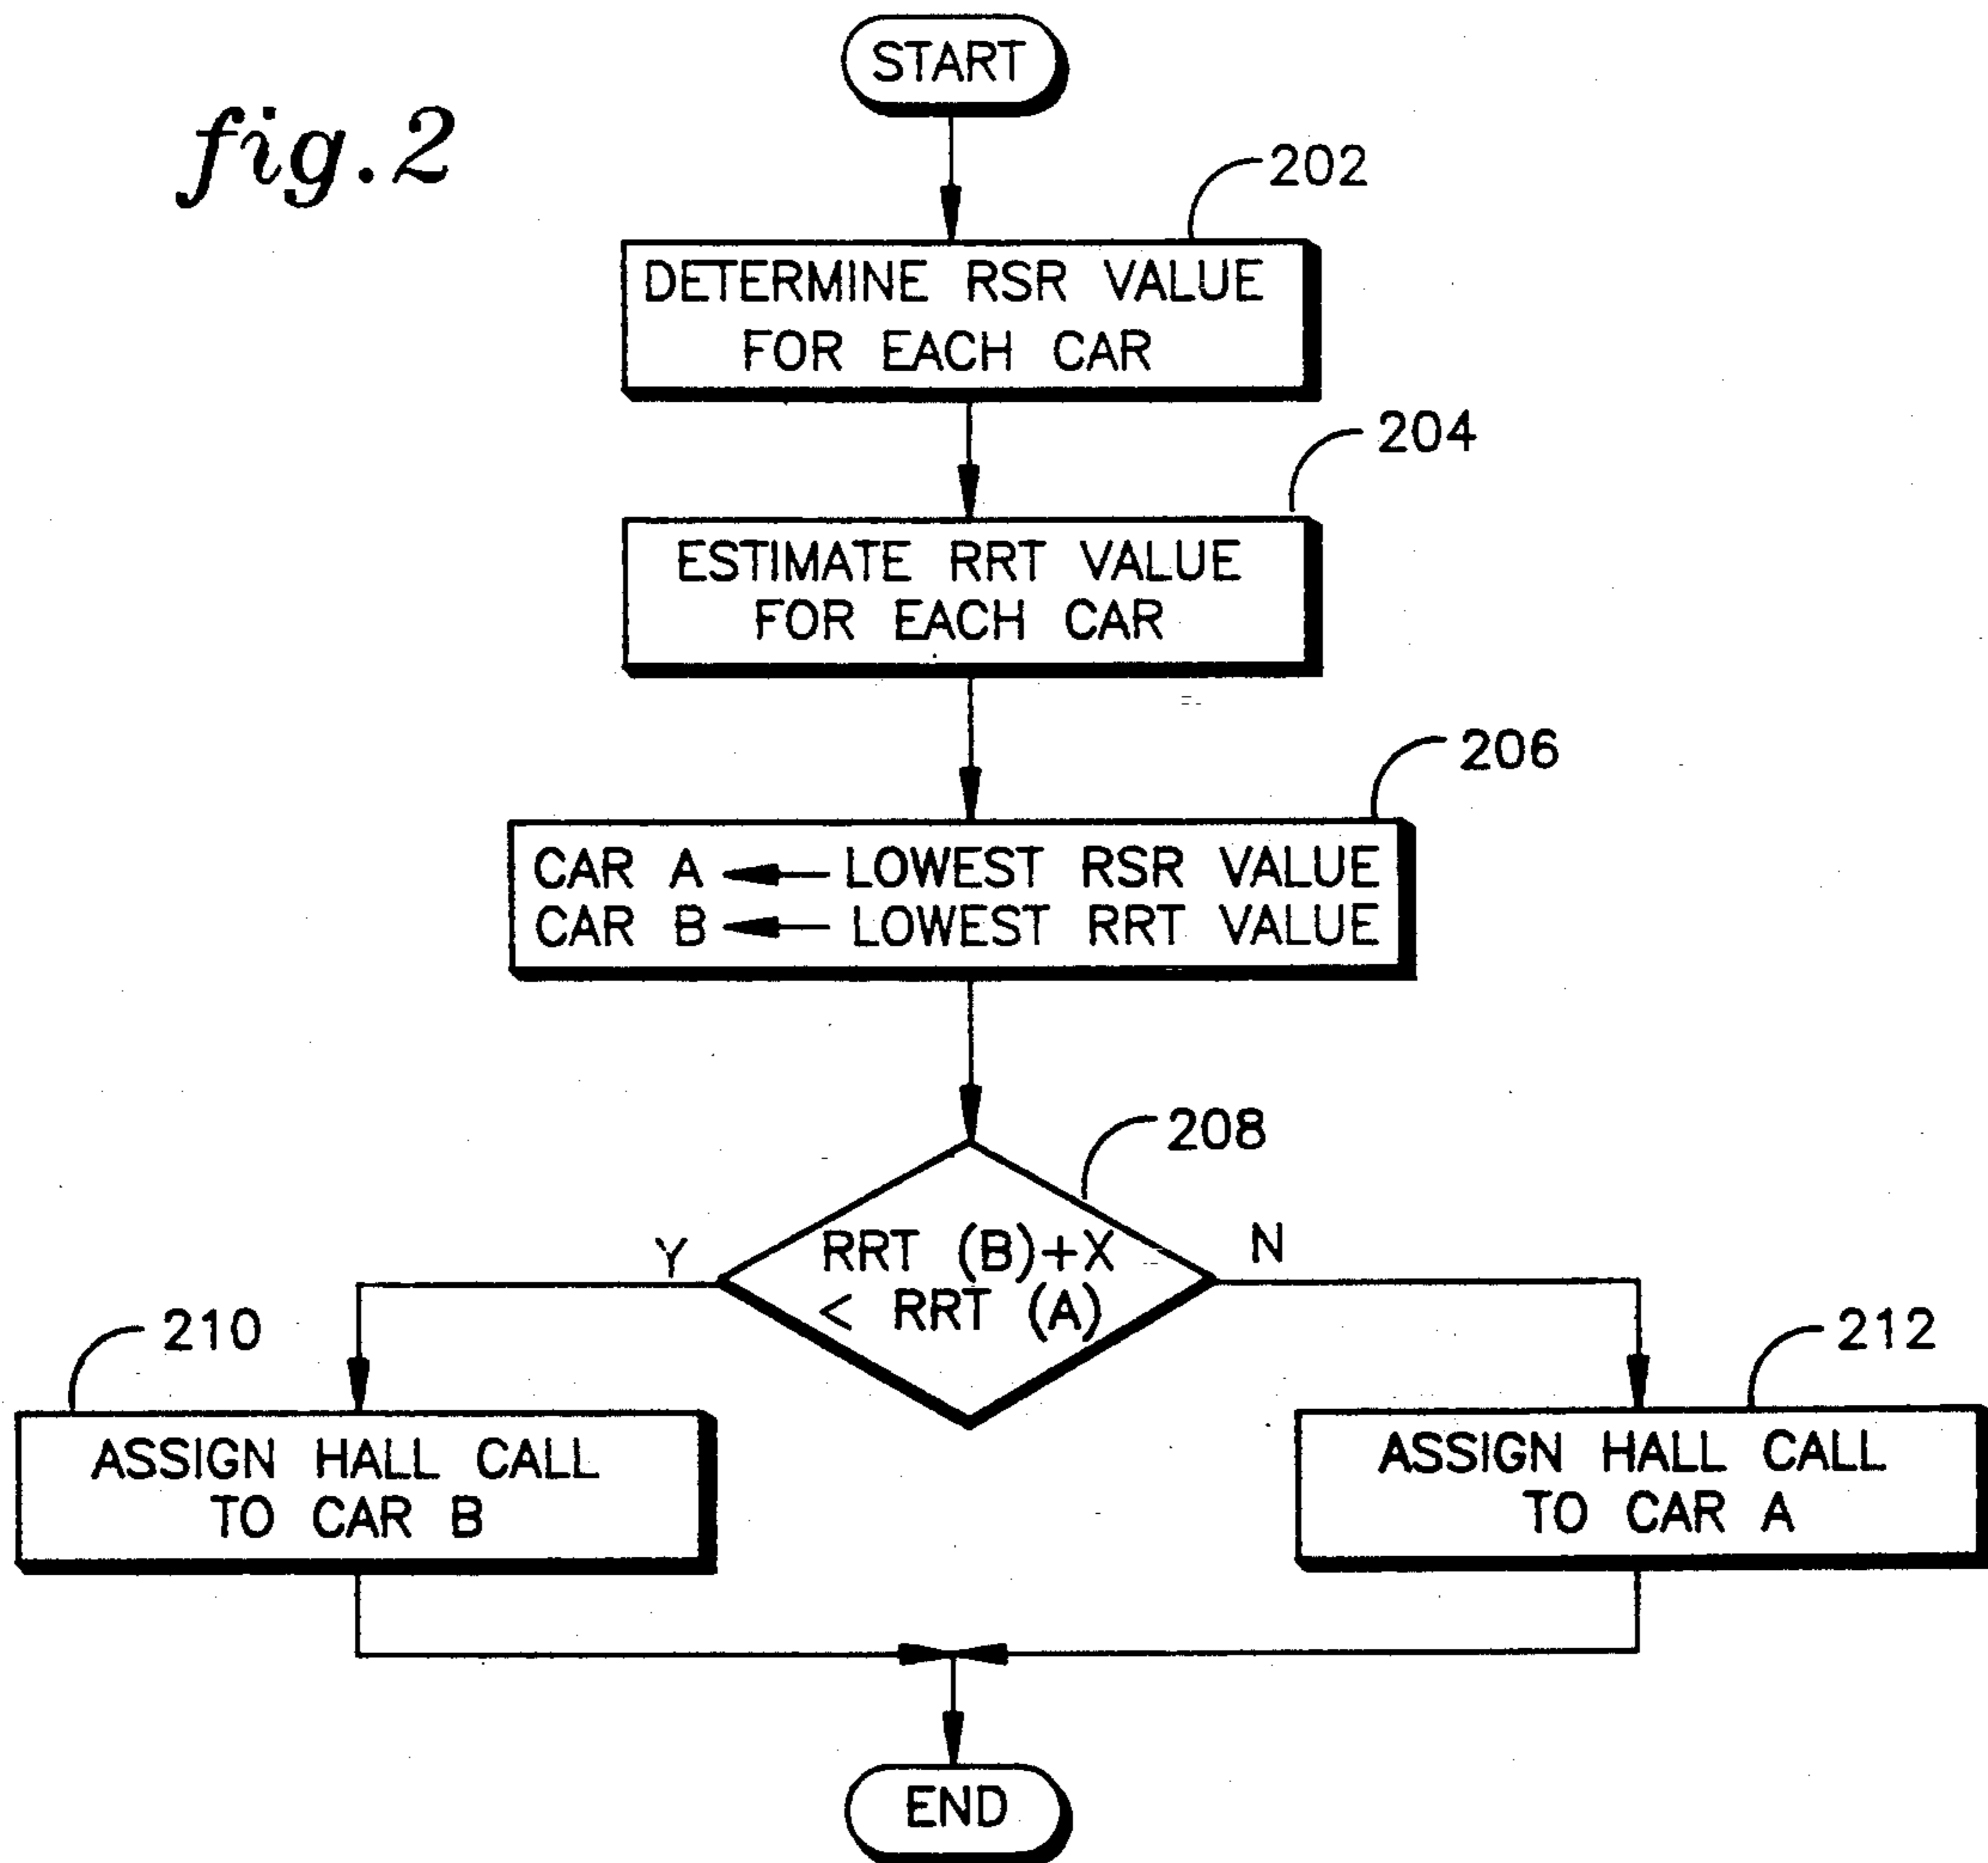 START
fig.2
202
DETERMINE RSR VALUE
FOR EACH CAR
204
ESTIMATE RRT VALUE
FOR EACH CAR
206
CAR A ← LOWEST RSR VALUE
CAR B ← LOWEST RRT VALUE
208
RRT (B)+X
< RRT (A)
Y
N
210
ASSIGN HALL CALL
TO CAR B
212
ASSIGN HALL CALL
TO CAR A
END